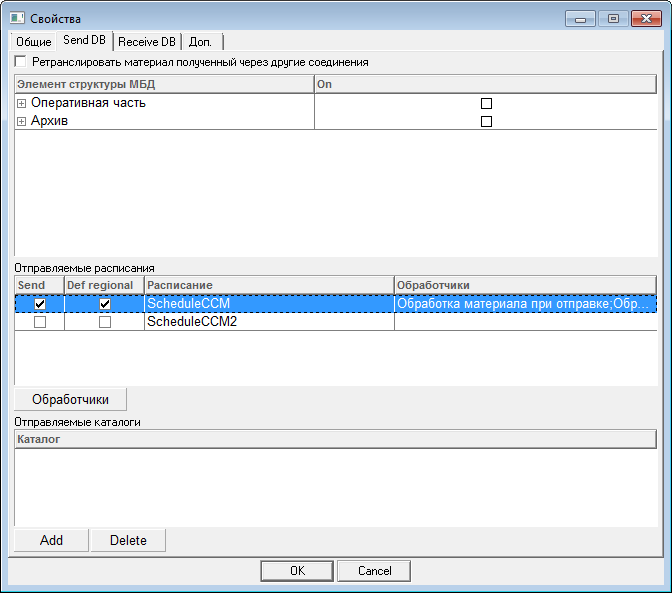 Свойства
Общие Send DB Receive DB Доп.
Ретранслировать материал полученный через другие соединения
Элемент структуры МБД On
Оперативная часть
Архив
Отправляемые расписания
Send Def regional Расписание Обработчики
ScheduleCCM Обработка материала при отправке;Обр...
ScheduleCCM2
Обработчики
Отправляемые каталоги
Каталог
Add Delete
OK Cancel